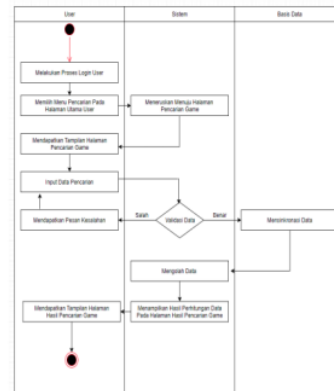 User
Sistem
Basis Data
Melakukan Proses Login User
Memilih Menu Pencarian Pada
Halaman Utama User
Meneruskan Menuju Halaman
Pencarian Game
Mendapatkan Tampilan Halaman
Pencarian Game
Input Data Pencarian
Mendapatkan Pesan Kesalahan
Salah
Validasi Data
Benar
Mensinkronisasi Data
Mengolah Data
Mendapatkan Tampilan Halaman
Hasil Pencarian Game
Menampilkan Hasil Perhitungan Data
Pada Halaman Hasil Pencarian Game